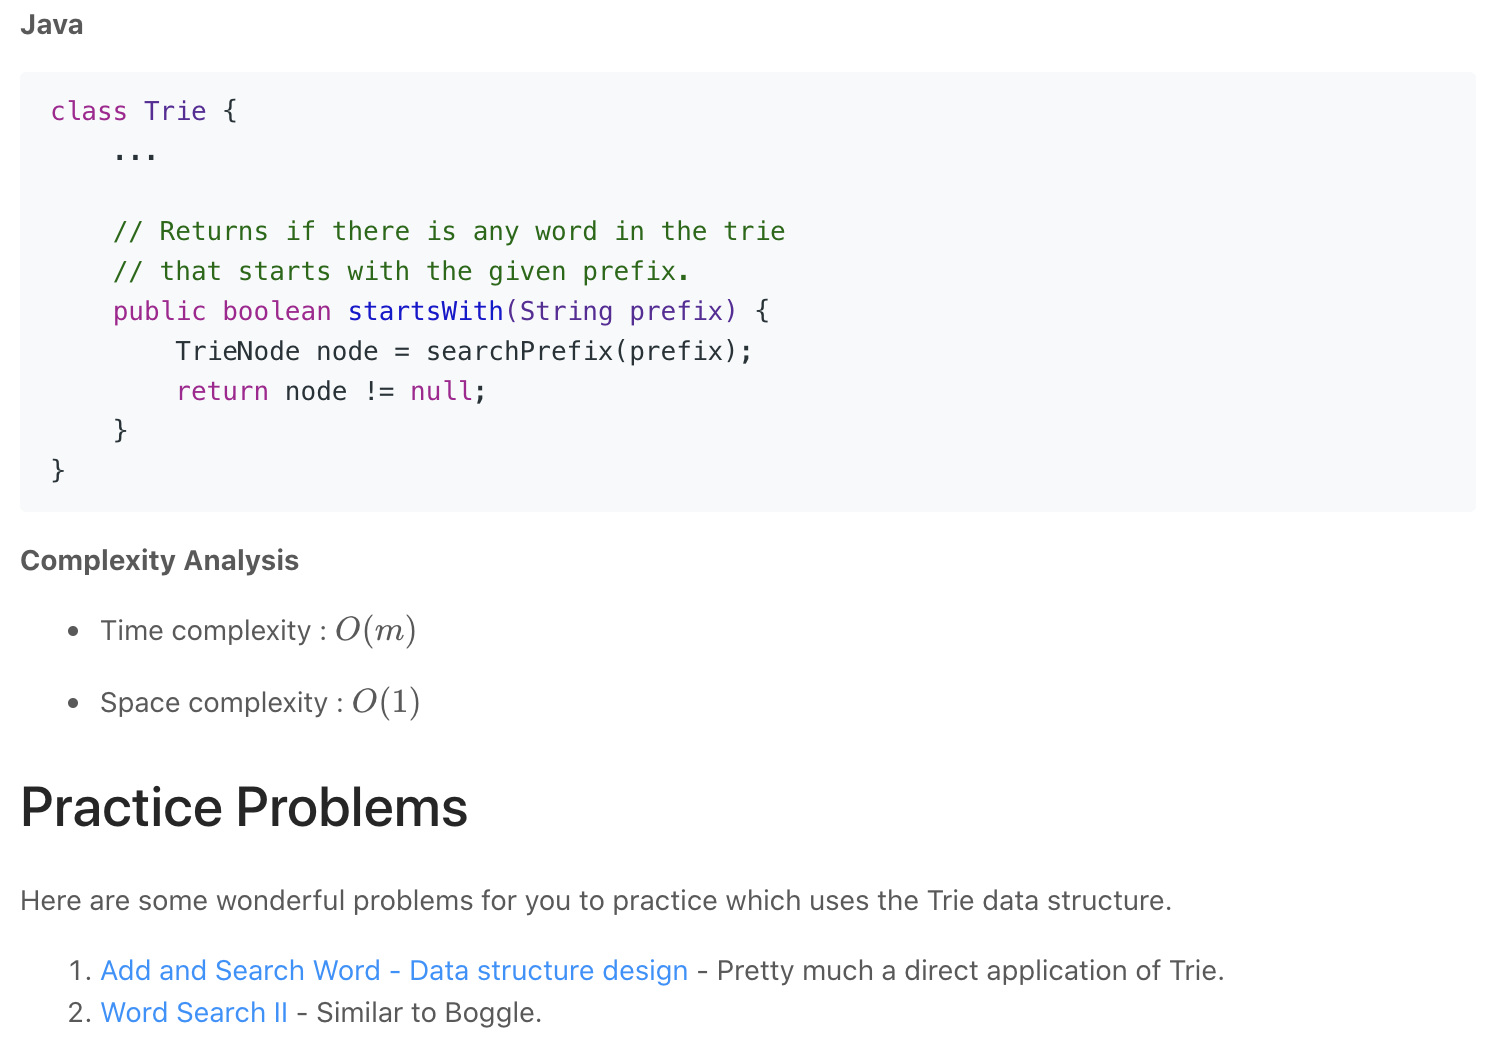 Java
class Trie {
...
// Returns if there is any word in the trie
// that starts with the given prefix.
public boolean startsWith(String prefix) {
TrieNode node = searchPrefix(prefix);
return node != null;
}
}
Complexity Analysis
• Time complexity : O(m)
• Space complexity : O(1)
Practice Problems
Here are some wonderful problems for you to practice which uses the Trie data structure.
1. Add and Search Word - Data structure design - Pretty much a direct application of Trie.
2. Word Search II - Similar to Boggle.